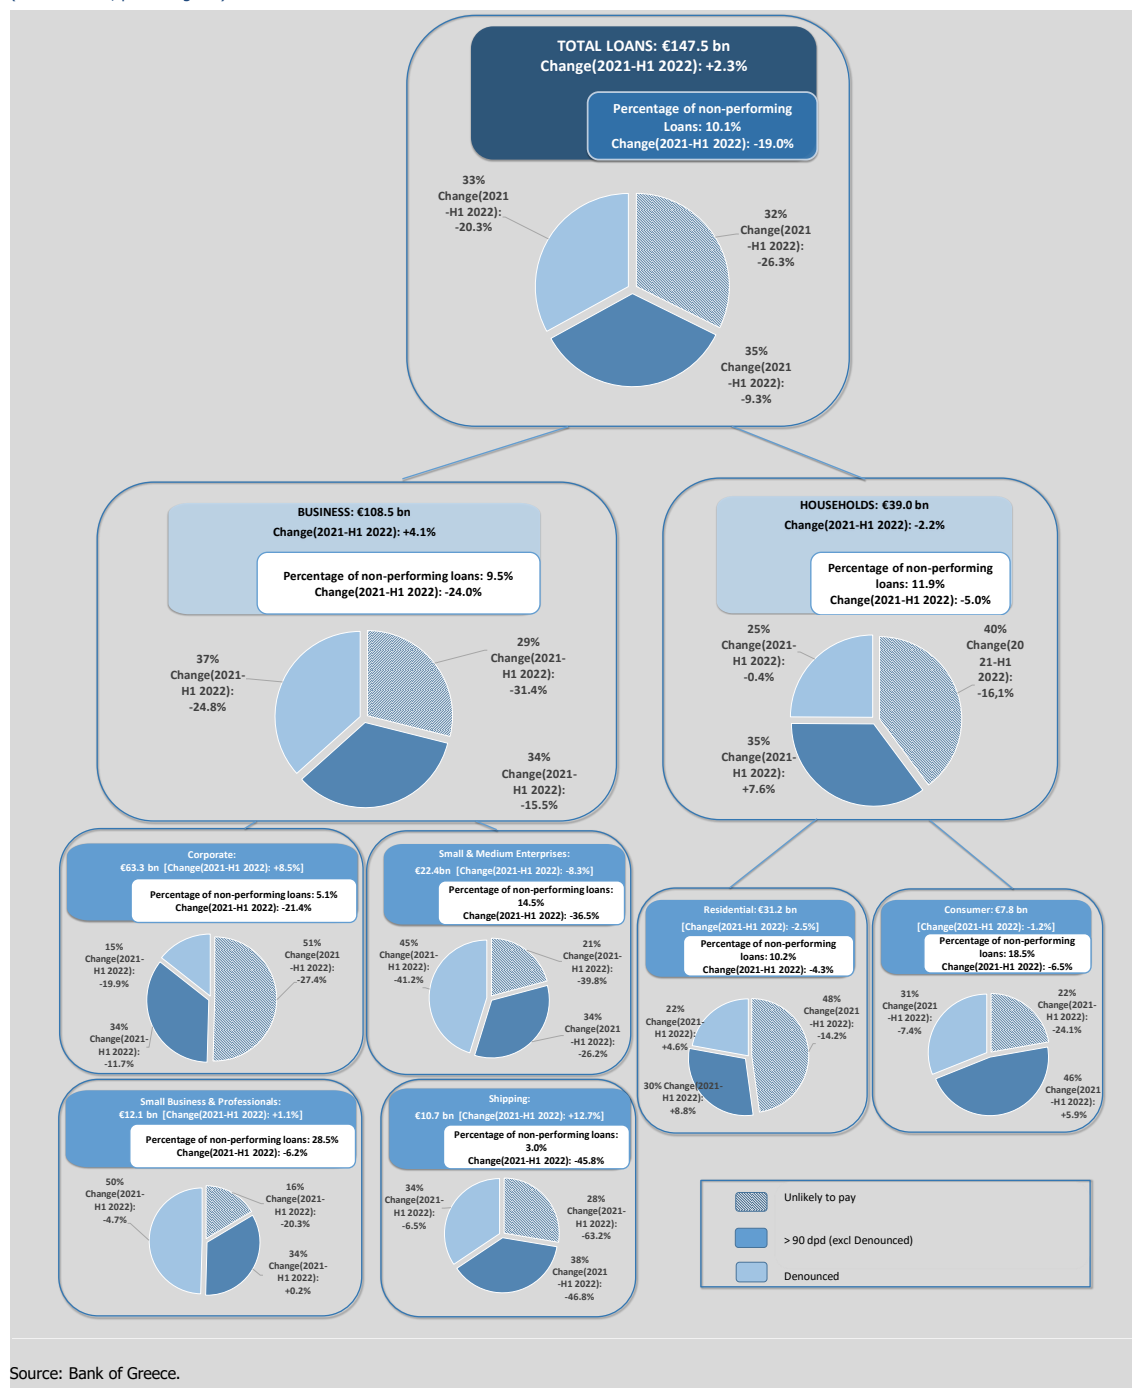 TOTAL LOANS: €147.5 bn
Change(2021-H1 2022): +2.3%
Percentage of non-performing
Loans: 10.1%
Change(2021-H1 2022): -19.0%
33%
Change(2021
-H1 2022):
-20.3%
32%
Change(2021
-H1 2022):
-26.3%
35%
Change(2021
-H1 2022):
-9.3%
BUSINESS: €108.5 bn
Change(2021-H1 2022): +4.1%
Percentage of non-performing loans: 9.5%
Change(2021-H1 2022): -24.0%
37%
Change(2021-
H1 2022):
-24.8%
29%
Change(2021-
H1 2022):
-31.4%
34%
Change(2021-
H1 2022):
-15.5%
HOUSEHOLDS: €39.0 bn
Change(2021-H1 2022): -2.2%
Percentage of non-performing
loans: 11.9%
Change(2021-H1 2022): -5.0%
25%
Change(2021-
H1 2022):
-0.4%
40%
Change(20
21-H1
2022):
-16,1%
35%
Change(2021-
H1 2022):
+7.6%
Corporate:
€63.3 bn [Change(2021-H1 2022): +8.5%]
Percentage of non-performing loans: 5.1%
Change(2021-H1 2022): -21.4%
15%
Change(2021-
H1 2022):
-19.9%
51%
Change(2021
-H1 2022):
-27.4%
34%
Change(2021-
H1 2022):
-11.7%
Small & Medium Enterprises:
€22.4bn [Change(2021-H1 2022): -8.3%]
Percentage of non-performing loans:
14.5%
Change(2021-H1 2022): -36.5%
45%
Change(2021-
H1 2022):
-41.2%
21%
Change(2021-
H1 2022):
-39.8%
34%
Change(2021
-H1 2022):
-26.2%
Residential: €31.2 bn
[Change(2021-H1 2022): -2.5%]
Percentage of non-performing
loans: 10.2%
Change(2021-H1 2022): -4.3%
22%
Change(2021-
H1 2022):
+4.6%
48%
Change(2021
-H1 2022):
-14.2%
30% Change(2021-
H1 2022):
+8.8%
Consumer: €7.8 bn
[Change(2021-H1 2022): -1.2%]
Percentage of non-performing
loans: 18.5%
Change(2021-H1 2022): -6.5%
31%
Change(2021
-H1 2022):
-7.4%
22%
Change(2021-
H1 2022):
-24.1%
46%
Change(2021
-H1 2022):
+5.9%
Small Business & Professionals:
€12.1 bn [Change(2021-H1 2022): +1.1%]
Percentage of non-performing loans: 28.5%
Change(2021-H1 2022): -6.2%
50%
Change(2021-
H1 2022):
-4.7%
16%
Change(2021-
H1 2022):
-20.3%
34%
Change(2021-
H1 2022):
+0.2%
Shipping:
€10.7 bn [Change(2021-H1 2022): +12.7%]
Percentage of non-performing loans:
3.0%
Change(2021-H1 2022): -45.8%
34%
Change(2021
-H1 2022):
-6.5%
28%
Change(2021-
H1 2022):
-63.2%
38%
Change(2021
-H1 2022):
-46.8%
Unlikely to pay
> 90 dpd (excl Denounced)
Denounced
Source: Bank of Greece.